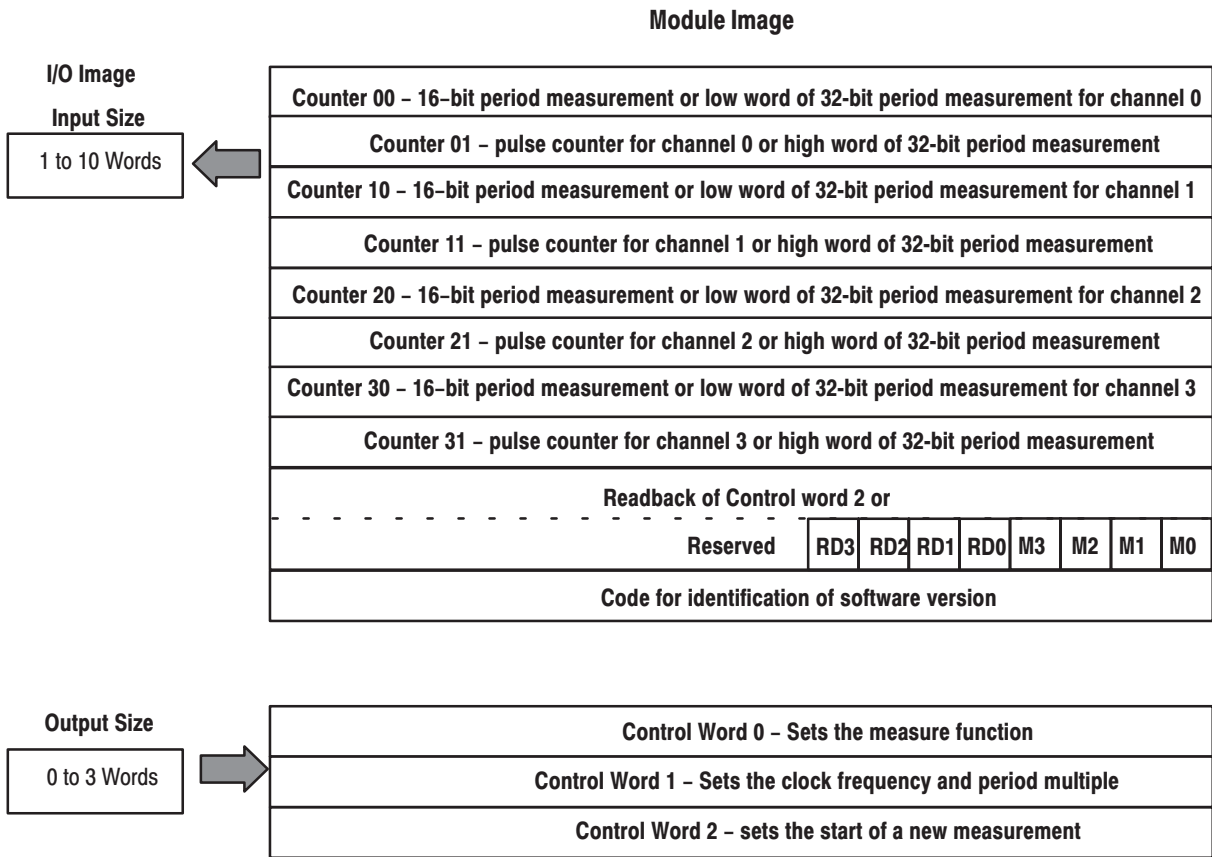 Module Image
I/O Image
Input Size
1 to 10 Words
Counter 00 – 16–bit period measurement or low word of 32-bit period measurement for channel 0
Counter 01 – pulse counter for channel 0 or high word of 32-bit period measurement
Counter 10 – 16–bit period measurement or low word of 32-bit period measurement for channel 1
Counter 11 – pulse counter for channel 1 or high word of 32-bit period measurement
Counter 20 – 16–bit period measurement or low word of 32-bit period measurement for channel 2
Counter 21 – pulse counter for channel 2 or high word of 32-bit period measurement
Counter 30 – 16–bit period measurement or low word of 32-bit period measurement for channel 3
Counter 31 – pulse counter for channel 3 or high word of 32-bit period measurement
Readback of Control word 2 or
Reserved RD3 RD2 RD1 RD0 M3 M2 M1 M0
Code for identification of software version
Output Size
0 to 3 Words
Control Word 0 – Sets the measure function
Control Word 1 – Sets the clock frequency and period multiple
Control Word 2 – sets the start of a new measurement